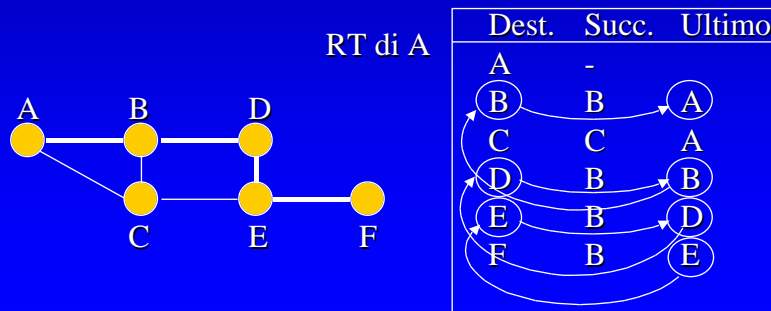 RT di A
Dest. Succ. Ultimo
A -
B B A
C C A
D B B
E B D
F B E
A B D
C E F